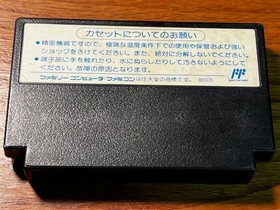 カセットについてのお願い
●精密機器ですので、極端な温度条件下での使用や保管および強い
ショックをさけてください。また、絶対に分解しないでください。
●端子部に手を触れたり、水にぬらしたりして汚さないようにして
ください。故障の原因となります。
ファミリーコンピュータ ファミコンは任天堂の商標です。
FF